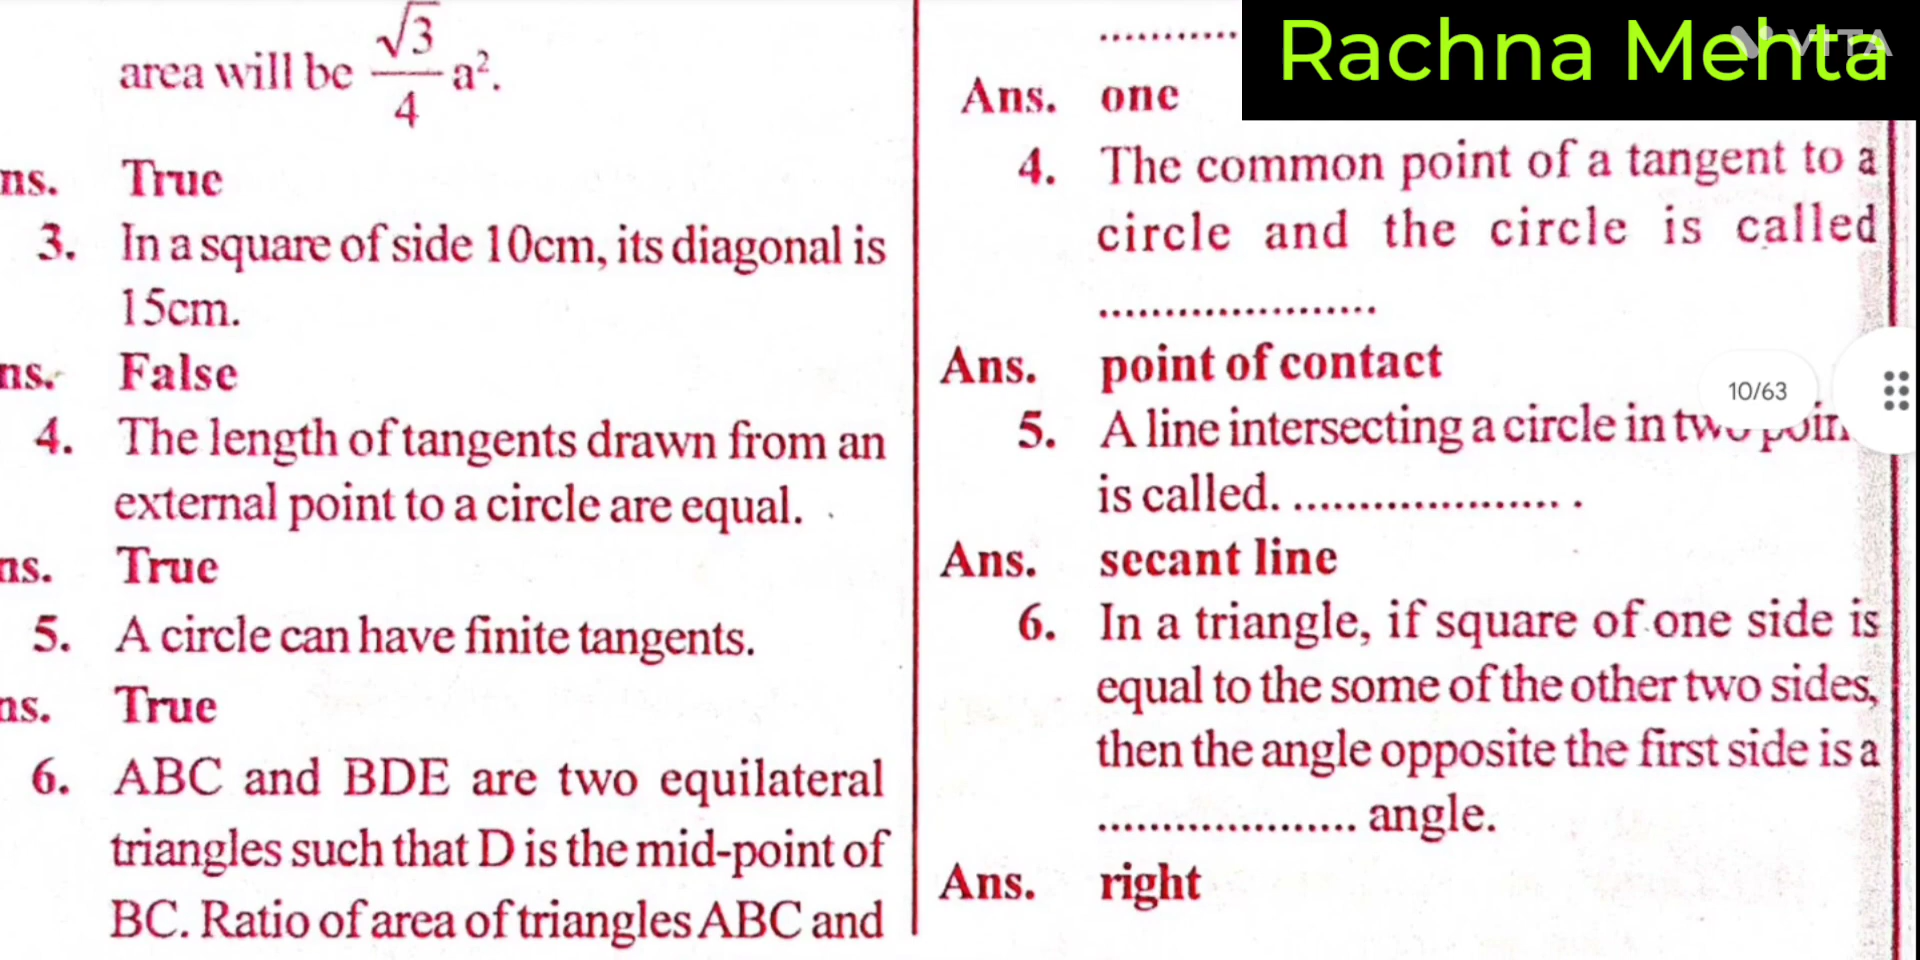 area will be √3/4 a².
ns. True
3. In a square of side 10cm, its diagonal is
15cm.
ns. False
4. The length of tangents drawn from an
external point to a circle are equal.
ns. True
5. A circle can have finite tangents.
ns. True
6. ABC and BDE are two equilateral
triangles such that D is the mid-point of
BC. Ratio of area of triangles ABC and
Rachna Mehta
VITA
............
Ans. one
4. The common point of a tangent to a
circle and the circle is called
.....................
Ans. point of contact
10/63
5. A line intersecting a circle in
is called. .................... .
Ans. secant line
6. In a triangle, if square of one side is
equal to the some of the other two sides,
then the angle opposite the first side is a
.................... angle.
Ans. right